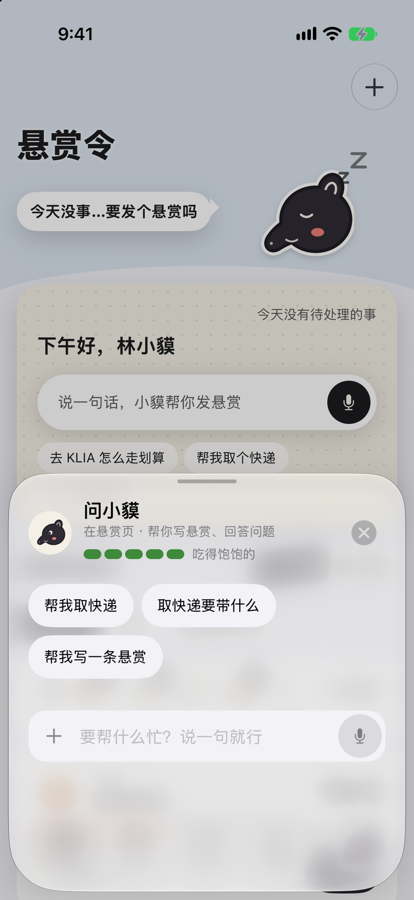 9:41
悬赏令
Z
z
今天没事...要发个悬赏吗
今天没有待处理的事
下午好，林小貘
说一句话，小貘帮你发悬赏
去 KLIA 怎么走划算
帮我取个快递
问小貘
在悬赏页 · 帮你写悬赏、回答问题
吃得饱饱的
帮我取快递
取快递要带什么
帮我写一条悬赏
要帮什么忙？说一句就行